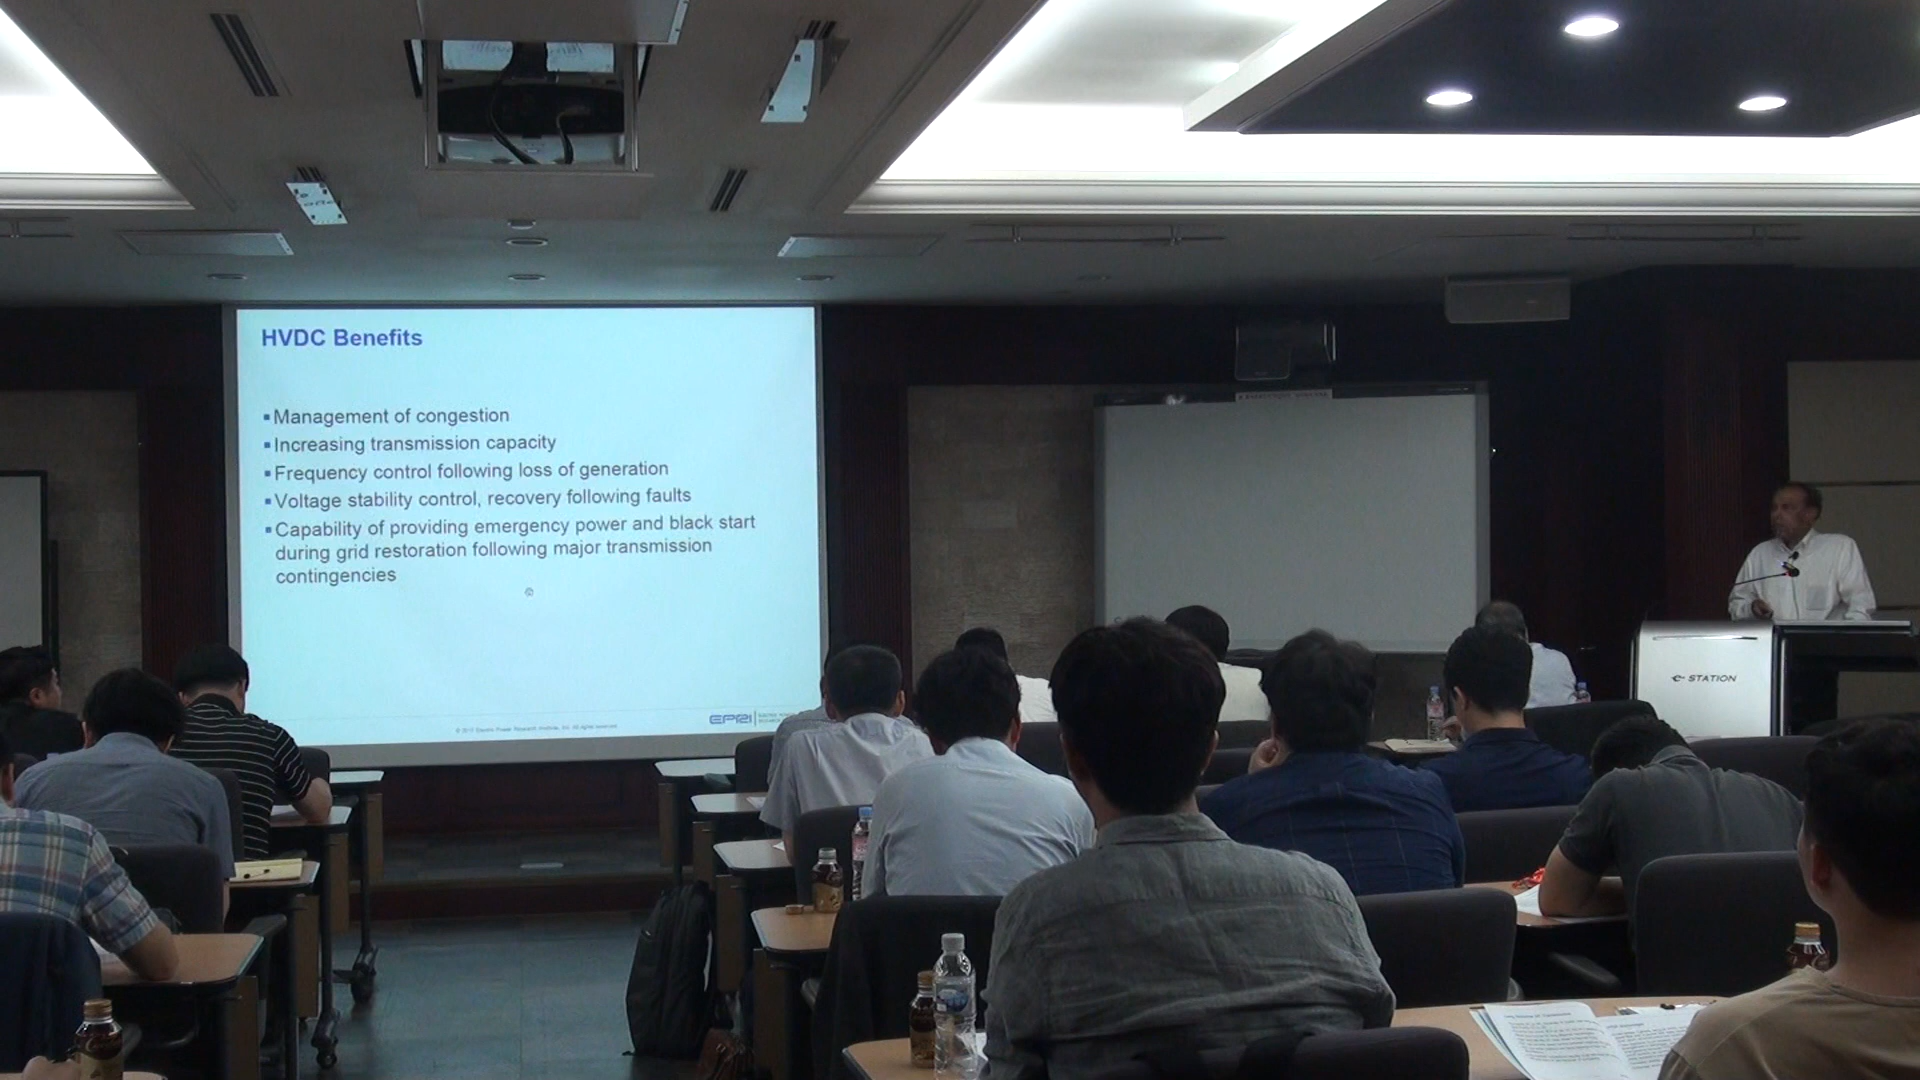 HVDC Benefits
Management of congestion
Increasing transmission capacity
Frequency control following loss of generation
Voltage stability control, recovery following faults
Capability of providing emergency power and black start
during grid restoration following major transmission
contingencies
EPRI
e-STATION